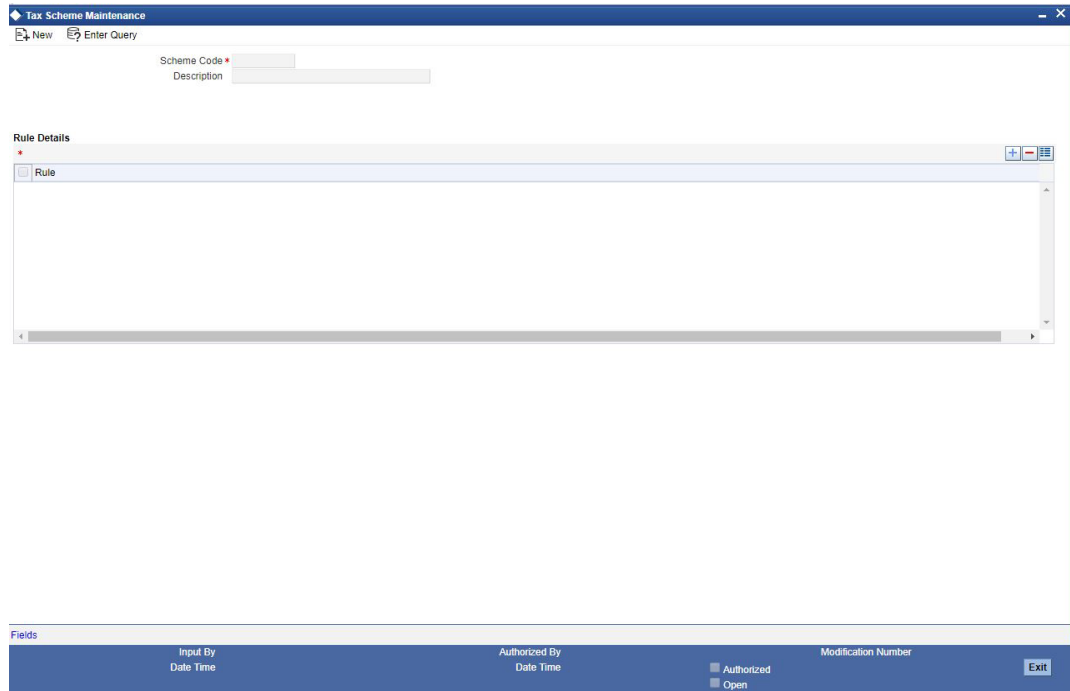 Tax Scheme Maintenance
New Enter Query
Scheme Code *
Description
Rule Details
*
Rule
Fields
Input By Authorized By Modification Number
Date Time Date Time Authorized Exit
Open